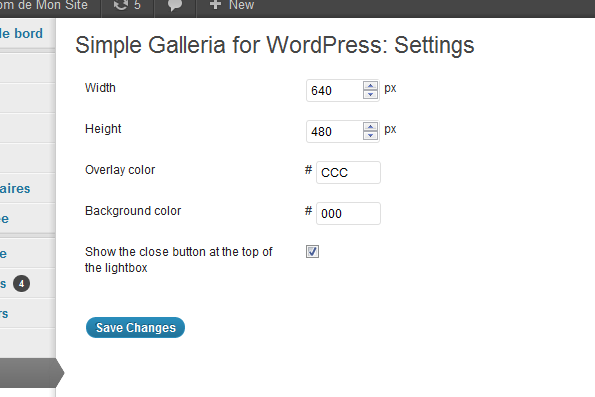 om de Mon Site 5 + New
de bord
Simple Galleria for WordPress: Settings
Width 640 px
Height 480 px
Overlay color # CCC
aires
Background color # 000
e
Show the close button at the top of
the lightbox
e
s 4
rs
Save Changes